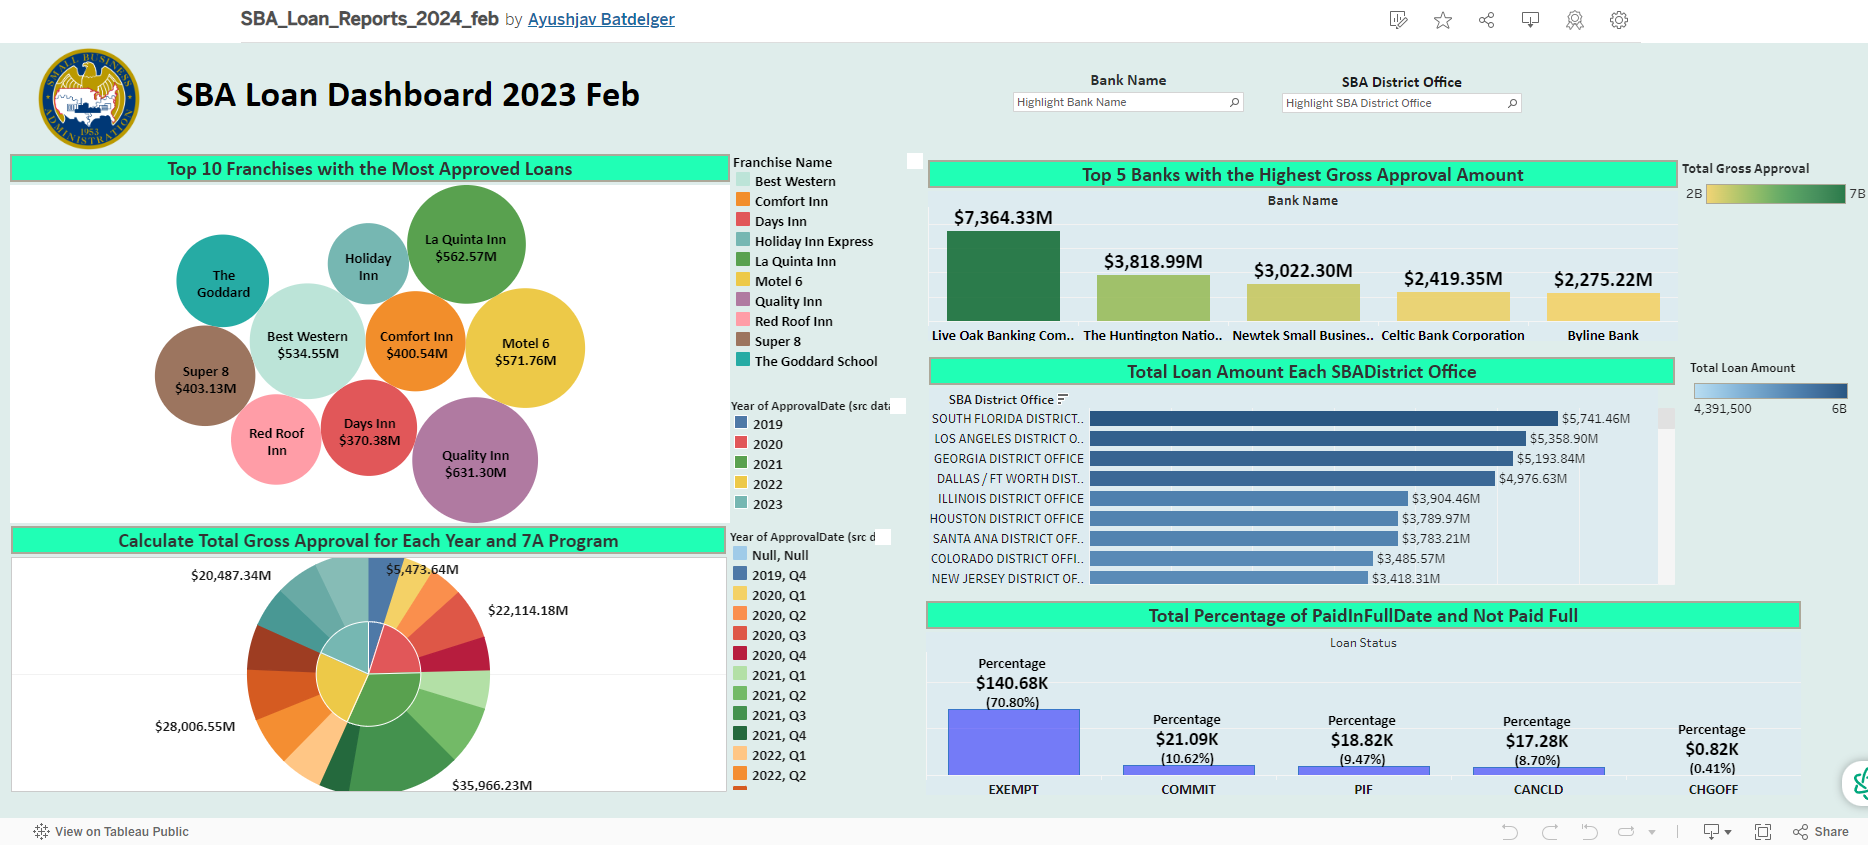 SBA_Loan_Reports_2024_feb by Ayushjav Batdelger
SMALL BUSINESS
ADMINISTRATION
1953
SBA Loan Dashboard 2023 Feb
Bank Name
Highlight Bank Name
SBA District Office
Highlight SBA District Office
Top 10 Franchises with the Most Approved Loans
La Quinta Inn
$562.57M
Holiday
Inn
The
Goddard
Best Western
$534.55M
Comfort Inn
$400.54M
Motel 6
$571.76M
Super 8
$403.13M
Days Inn
$370.38M
Red Roof
Inn
Quality Inn
$631.30M
Franchise Name
Best Western
Comfort Inn
Days Inn
Holiday Inn Express
La Quinta Inn
Motel 6
Quality Inn
Red Roof Inn
Super 8
The Goddard School
Year of ApprovalDate (src data
2019
2020
2021
2022
2023
Calculate Total Gross Approval for Each Year and 7A Program
$5,473.64M
$20,487.34M
$22,114.18M
$28,006.55M
$35,966.23M
Year of ApprovalDate (src d
Null, Null
2019, Q4
2020, Q1
2020, Q2
2020, Q3
2020, Q4
2021, Q1
2021, Q2
2021, Q3
2021, Q4
2022, Q1
2022, Q2
Top 5 Banks with the Highest Gross Approval Amount
Bank Name
$7,364.33M
$3,818.99M
$3,022.30M
$2,419.35M
$2,275.22M
Live Oak Banking Com..
The Huntington Natio..
Newtek Small Busines..
Celtic Bank Corporation
Byline Bank
Total Gross Approval
2B 7B
Total Loan Amount Each SBADistrict Office
SBA District Office
SOUTH FLORIDA DISTRICT.. $5,741.46M
LOS ANGELES DISTRICT O.. $5,358.90M
GEORGIA DISTRICT OFFICE $5,193.84M
DALLAS / FT WORTH DIST.. $4,976.63M
ILLINOIS DISTRICT OFFICE $3,904.46M
HOUSTON DISTRICT OFFICE $3,789.97M
SANTA ANA DISTRICT OFF.. $3,783.21M
COLORADO DISTRICT OFFI.. $3,485.57M
NEW JERSEY DISTRICT OF.. $3,418.31M
Total Loan Amount
4,391,500 6B
Total Percentage of PaidInFullDate and Not Paid Full
Loan Status
Percentage
$140.68K
(70.80%)
Percentage
$21.09K
(10.62%)
Percentage
$18.82K
(9.47%)
Percentage
$17.28K
(8.70%)
Percentage
$0.82K
(0.41%)
EXEMPT
COMMIT
PIF
CANCLD
CHGOFF
View on Tableau Public
Share